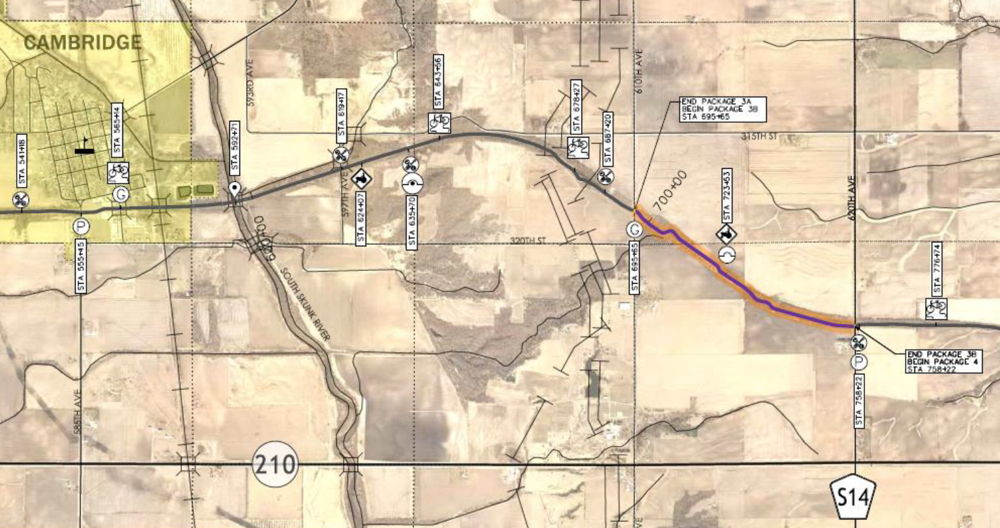 CAMBRIDGE
STA 541+18
STA 565+14
G
P
STA 555+45
585TH AVE
593RD AVE
STA 592+71
STA 619+17
597TH AVE
STA 624+07
STA 635+70
STA 643+56
STA 678+27
STA 687+20
610TH AVE
END PACKAGE 3A
BEGIN PACKAGE 3B
STA 695+65
315TH ST
700+00
320TH ST
G
STA 695+65
STA 723+53
620TH AVE
STA 776+74
END PACKAGE 3B
BEGIN PACKAGE 4
STA 758+22
P
STA 758+22
SOUTH SKUNK RIVER
210
S14